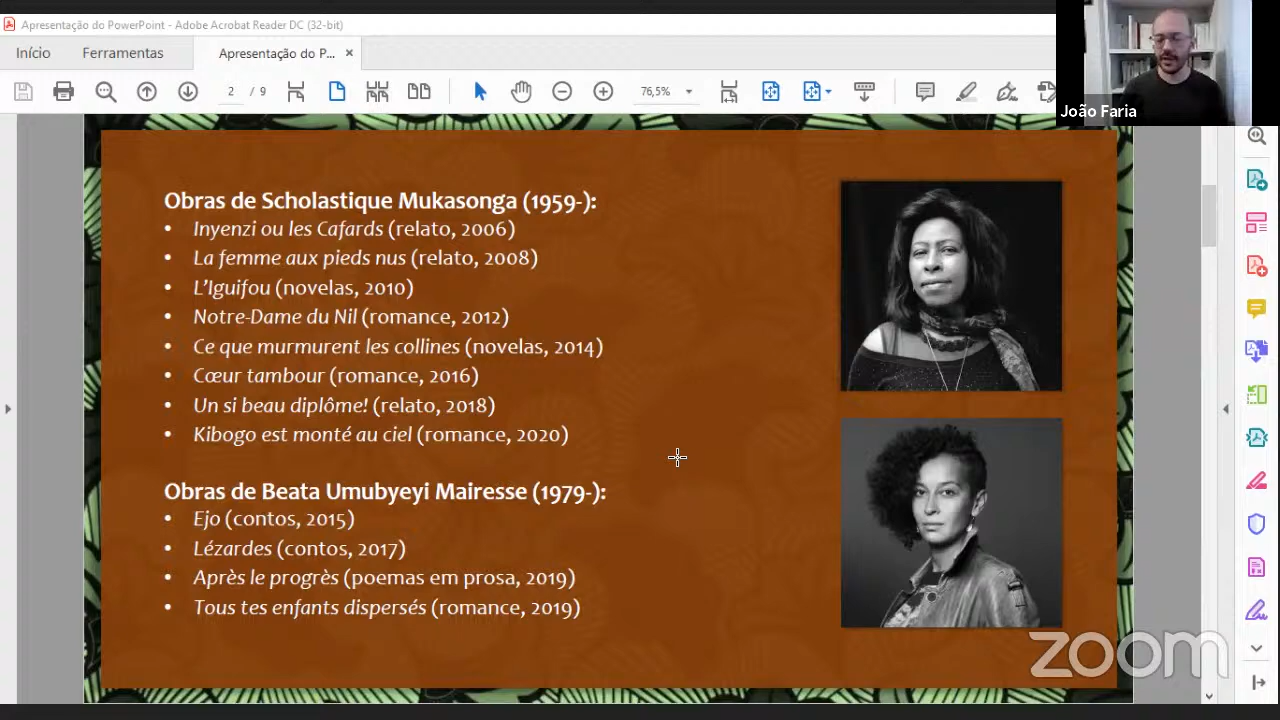 Apresentação do PowerPoint - Adobe Acrobat Reader DC (32-bit)
Início
Ferramentas
Apresentação do P...
2 / 9
76,5%
João Faria
Obras de Scholastique Mukasonga (1959-):
• Inyenzi ou les Cafards (relato, 2006)
• La femme aux pieds nus (relato, 2008)
• L’Iguifou (novelas, 2010)
• Notre-Dame du Nil (romance, 2012)
• Ce que murmurent les collines (novelas, 2014)
• Cœur tambour (romance, 2016)
• Un si beau diplôme! (relato, 2018)
• Kibogo est monté au ciel (romance, 2020)
Obras de Beata Umubyeyi Mairesse (1979-):
• Ejo (contos, 2015)
• Lézardes (contos, 2017)
• Après le progrès (poemas em prosa, 2019)
• Tous tes enfants dispersés (romance, 2019)
zoom